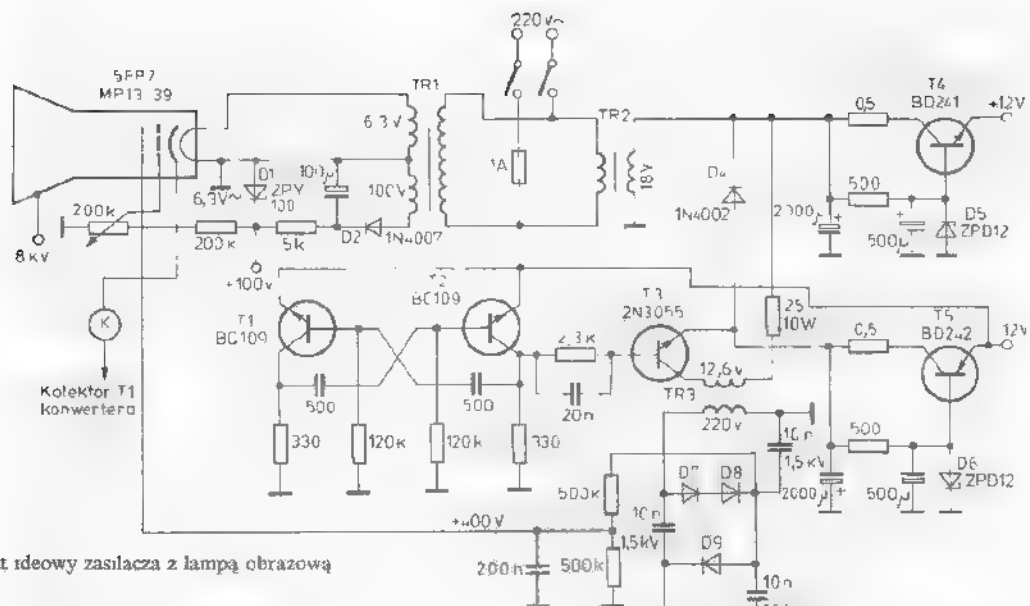 220V~
5FP7
MP13 39
TR1
6,3V
100V
1A
TR2
18V
T4
BD241
+12V
0,5
500
D4
1N4002
2000µ
500µ
D5
ZPD12
D1
ZPY
100
6,3V~
100µ
200k
200k
5k
D2
1N4007
8kV
+100V
K
Kolektor T1
konwertera
T1
BC109
T2
BC109
T3
2N3055
500
500
2,3k
20n
330
120k
120k
330
25
10W
12,6V
TR3
220V
0,5
T5
BD242
12V
500
2000µ
500µ
D6
ZPD12
10n
1,5kV
D7
D8
500k
10n
1,5kV
D9
10n
+400V
200n
500k
ideowy zasilacza z lampą obrazową